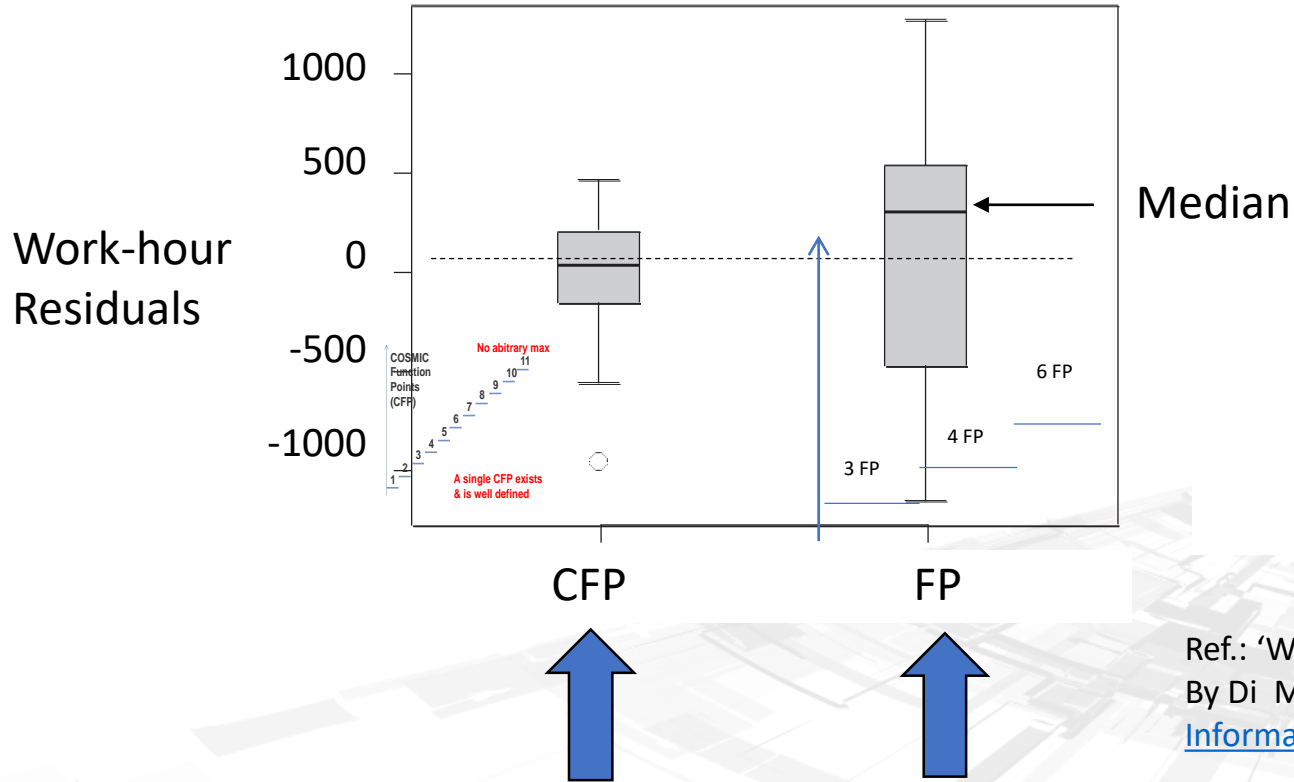 1000
500
Work-hour
Residuals
0
-500
-1000
Median
COSMIC
Function
Points
(CFP)
No abitrary max
1
2
3
4
5
6
7
8
9
10
11
A single CFP exists
& is well defined
3 FP
4 FP
6 FP
CFP
FP
Ref.: ‘W
By Di M
Informa